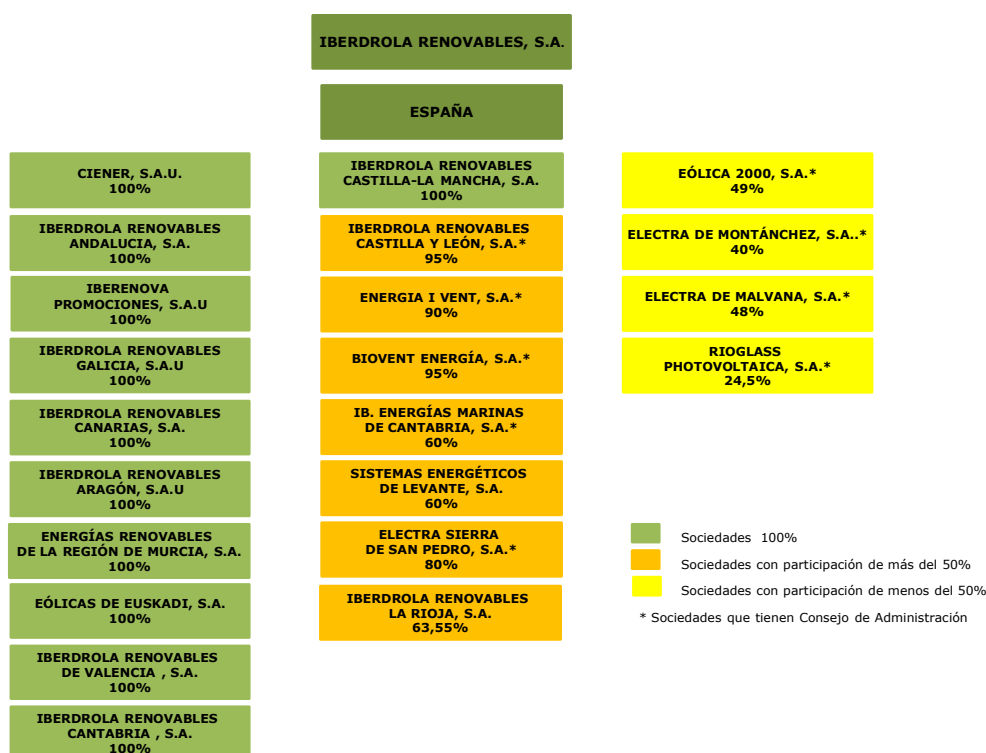 IBERDROLA RENOVABLES, S.A.
ESPAÑA
CIENER, S.A.U.
100%
IBERDROLA RENOVABLES
ANDALUCIA, S.A.
100%
IBERENOVA
PROMOCIONES, S.A.U
100%
IBERDROLA RENOVABLES
GALICIA, S.A.U
100%
IBERDROLA RENOVABLES
CANARIAS, S.A.
100%
IBERDROLA RENOVABLES
ARAGÓN, S.A.U
100%
ENERGÍAS RENOVABLES
DE LA REGIÓN DE MURCIA, S.A.
100%
EÓLICAS DE EUSKADI, S.A.
100%
IBERDROLA RENOVABLES
DE VALENCIA , S.A.
100%
IBERDROLA RENOVABLES
CANTABRIA , S.A.
100%
IBERDROLA RENOVABLES
CASTILLA-LA MANCHA, S.A.
100%
IBERDROLA RENOVABLES
CASTILLA Y LEÓN, S.A.*
95%
ENERGIA I VENT, S.A.*
90%
BIOVENT ENERGÍA, S.A.*
95%
IB. ENERGÍAS MARINAS
DE CANTABRIA, S.A.*
60%
SISTEMAS ENERGÉTICOS
DE LEVANTE, S.A.
60%
ELECTRA SIERRA
DE SAN PEDRO, S.A.*
80%
IBERDROLA RENOVABLES
LA RIOJA, S.A.
63,55%
EÓLICA 2000, S.A.*
49%
ELECTRA DE MONTÁNCHEZ, S.A..*
40%
ELECTRA DE MALVANA, S.A.*
48%
RIOGLASS
PHOTOVOLTAICA, S.A.*
24,5%
Sociedades 100%
Sociedades con participación de más del 50%
Sociedades con participación de menos del 50%
* Sociedades que tienen Consejo de Administración